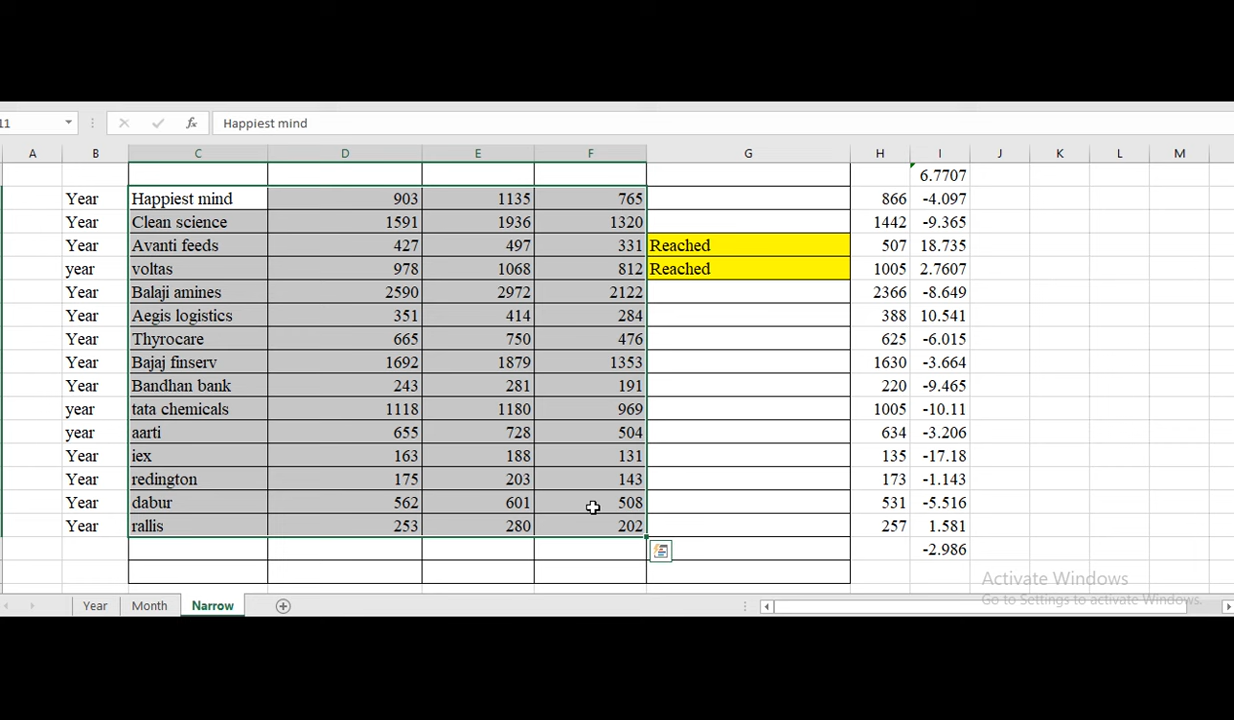 11 fx Happiest mind
A B C D E F G H I J K L M
6.7707
Year Happiest mind 903 1135 765 866 -4.097
Year Clean science 1591 1936 1320 1442 -9.365
Year Avanti feeds 427 497 331 Reached 507 18.735
year voltas 978 1068 812 Reached 1005 2.7607
Year Balaji amines 2590 2972 2122 2366 -8.649
Year Aegis logistics 351 414 284 388 10.541
Year Thyrocare 665 750 476 625 -6.015
Year Bajaj finserv 1692 1879 1353 1630 -3.664
Year Bandhan bank 243 281 191 220 -9.465
year tata chemicals 1118 1180 969 1005 -10.11
year aarti 655 728 504 634 -3.206
Year iex 163 188 131 135 -17.18
Year redington 175 203 143 173 -1.143
Year dabur 562 601 508 531 -5.516
Year rallis 253 280 202 257 1.581
-2.986
Activate Windows
Go to Settings to activate Windows.
Year Month Narrow